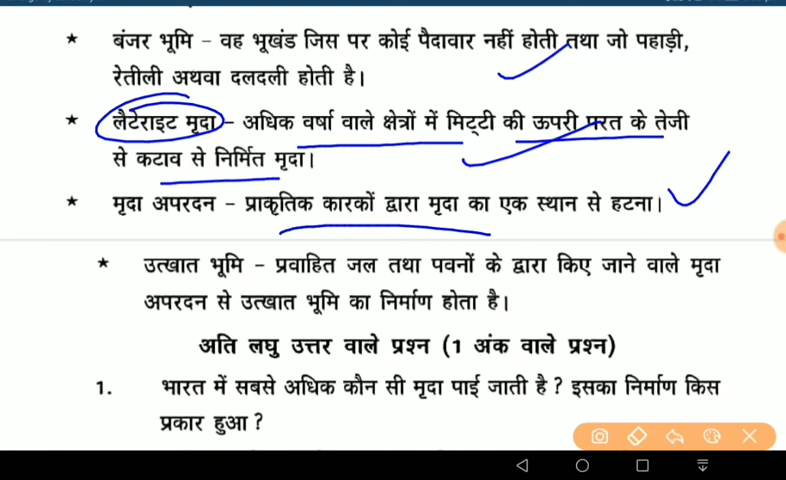 ★ बंजर भूमि – वह भूखंड जिस पर कोई पैदावार नहीं होती तथा जो पहाड़ी,
रेतीली अथवा दलदली होती है।
★ लैटेराइट मृदा – अधिक वर्षा वाले क्षेत्रों में मिट्टी की ऊपरी परत के तेजी
से कटाव से निर्मित मृदा।
★ मृदा अपरदन – प्राकृतिक कारकों द्वारा मृदा का एक स्थान से हटना।
★ उत्खात भूमि – प्रवाहित जल तथा पवनों के द्वारा किए जाने वाले मृदा
अपरदन से उत्खात भूमि का निर्माण होता है।
अति लघु उत्तर वाले प्रश्न (1 अंक वाले प्रश्न)
1. भारत में सबसे अधिक कौन सी मृदा पाई जाती है? इसका निर्माण किस
प्रकार हुआ?